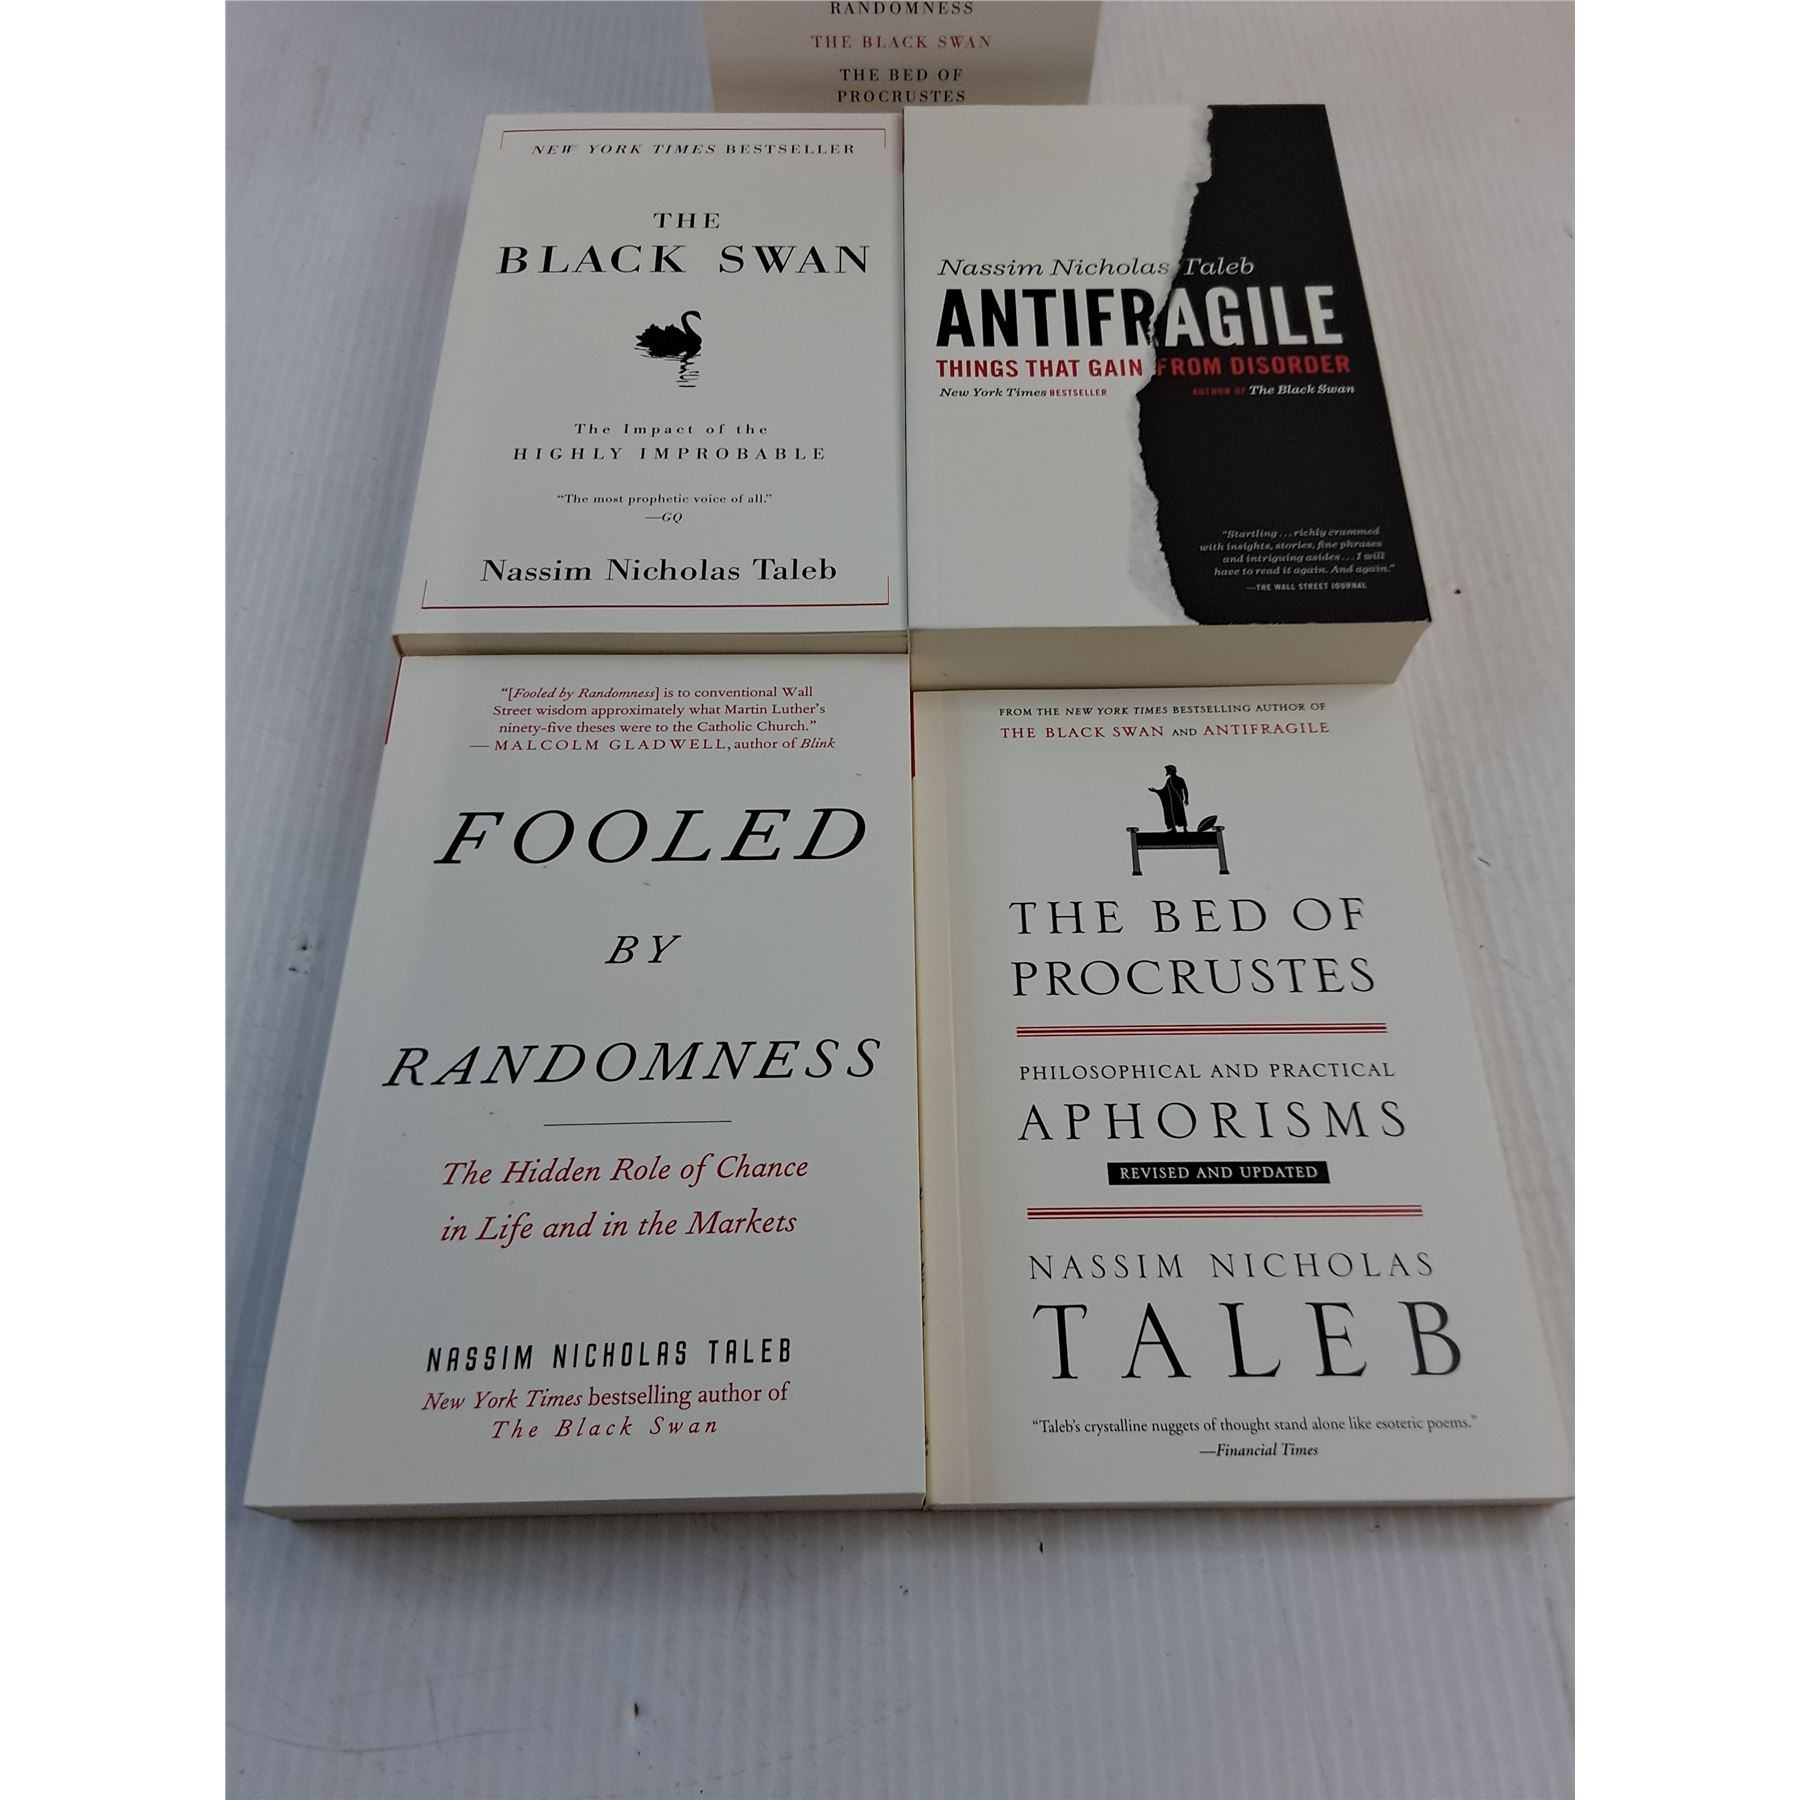 RANDOMNESS
THE BLACK SWAN
THE BED OF
PROCRUSTES
NEW YORK TIMES BESTSELLER
THE
BLACK SWAN
The Impact of the
HIGHLY IMPROBABLE
“The most prophetic voice of all.”
—GQ
Nassim Nicholas Taleb
Nassim Nicholas Taleb
ANTIFRAGILE
THINGS THAT GAIN FROM DISORDER
New York Times BESTSELLER
AUTHOR OF The Black Swan
“Startling . . . richly crammed
with insights, stories, fine phrases
and intriguing asides . . . I will
have to read it again. And again.”
—THE WALL STREET JOURNAL
“[Fooled by Randomness] is to conventional Wall
Street wisdom approximately what Martin Luther’s
ninety-five theses were to the Catholic Church.”
— MALCOLM GLADWELL, author of Blink
FOOLED
BY
RANDOMNESS
The Hidden Role of Chance
in Life and in the Markets
NASSIM NICHOLAS TALEB
New York Times bestselling author of
The Black Swan
FROM THE NEW YORK TIMES BESTSELLING AUTHOR OF
THE BLACK SWAN AND ANTIFRAGILE
THE BED OF
PROCRUSTES
PHILOSOPHICAL AND PRACTICAL
APHORISMS
REVISED AND UPDATED
NASSIM NICHOLAS
TALEB
“Taleb’s crystalline nuggets of thought stand alone like esoteric poems.”
—Financial Times